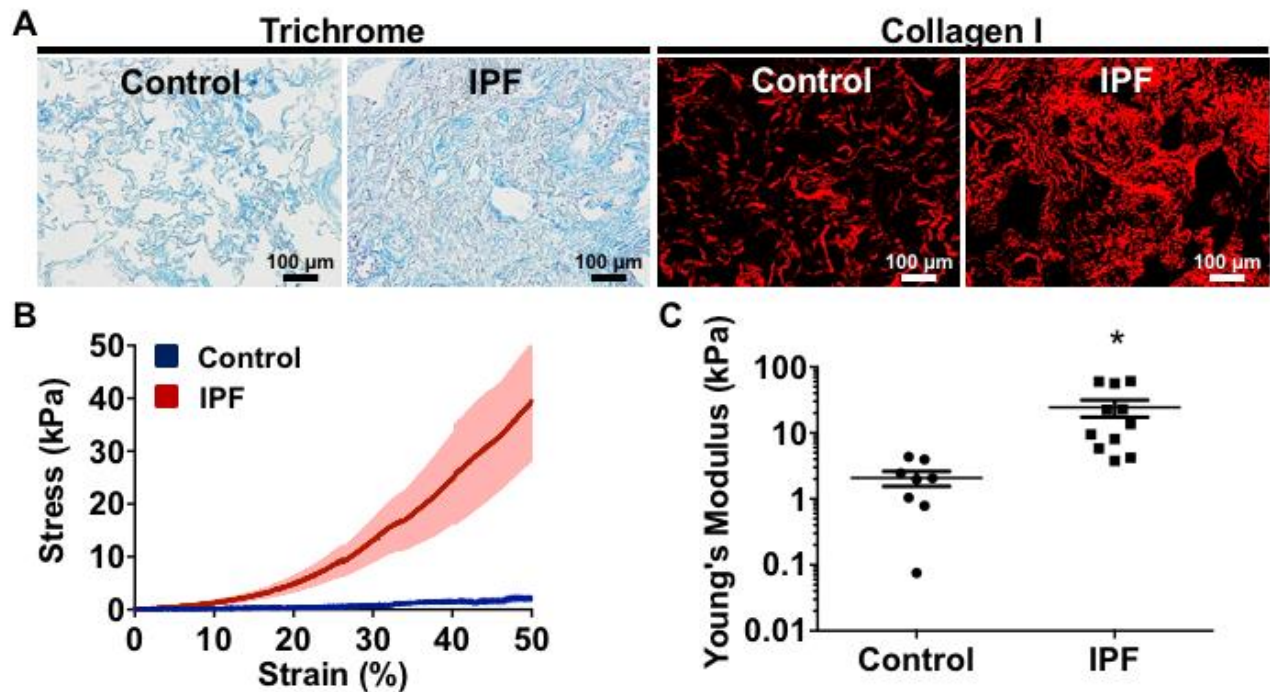 A
Trichrome
Collagen I
Control
IPF
Control
IPF
100 µm
100 µm
100 µm
100 µm
B
Stress (kPa)
50
40
30
20
10
0
Control
IPF
0 10 20 30 40 50
Strain (%)
C
Young's Modulus (kPa)
*
100
10
1
0.1
0.01
Control
IPF